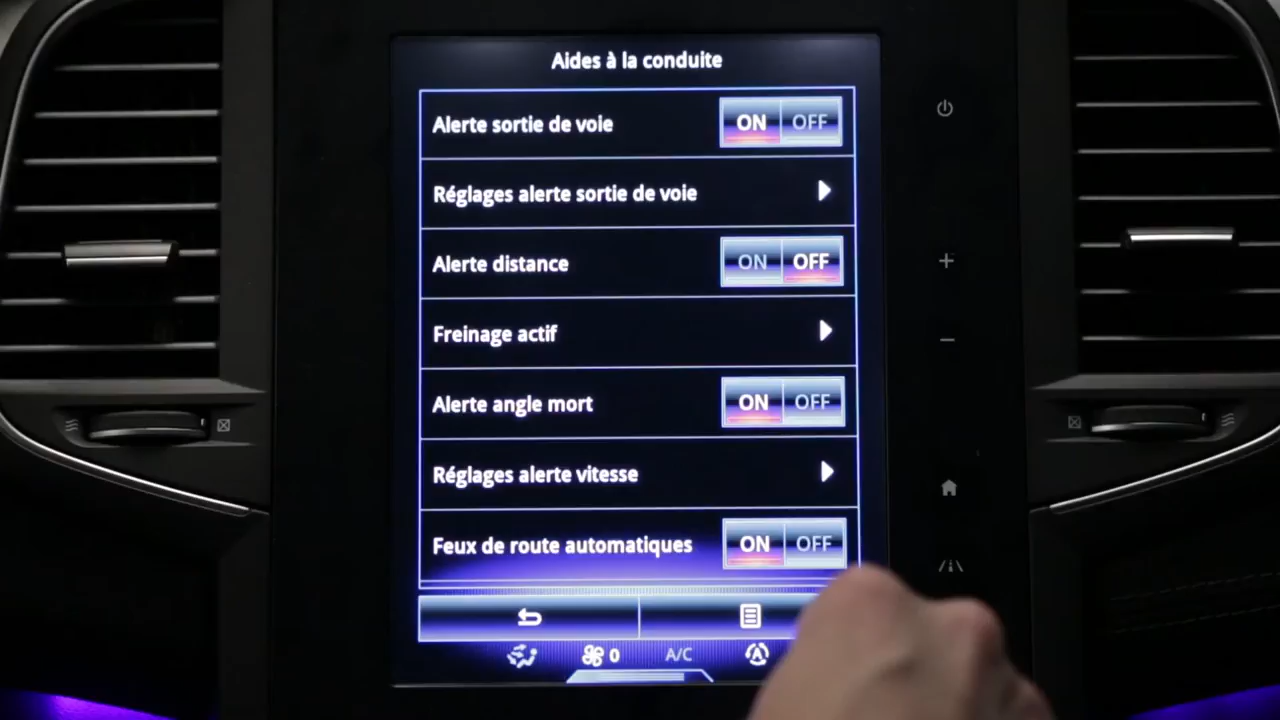 Aides à la conduite
Alerte sortie de voie ON OFF
Réglages alerte sortie de voie
Alerte distance ON OFF
Freinage actif
Alerte angle mort ON OFF
Réglages alerte vitesse
Feux de route automatiques ON OFF
0 A/C